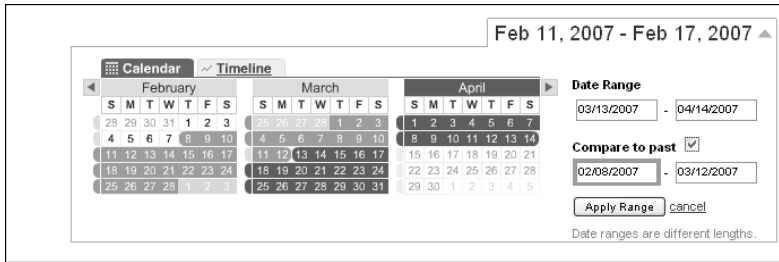 Feb 11, 2007 - Feb 17, 2007
Calendar Timeline
February March April
S M T W T F S S M T W T F S S M T W T F S
28 29 30 31 1 2 3 25 26 27 28 1 2 3 1 2 3 4 5 6 7
4 5 6 7 8 9 10 4 5 6 7 8 9 10 8 9 10 11 12 13 14
11 12 13 14 15 16 17 11 12 13 14 15 16 17 15 16 17 18 19 20 21
18 19 20 21 22 23 24 18 19 20 21 22 23 24 22 23 24 25 26 27 28
25 26 27 28 1 2 3 25 26 27 28 29 30 31 29 30 1 2 3 4 5
Date Range
03/13/2007 - 04/14/2007
Compare to past
02/08/2007 - 03/12/2007
Apply Range cancel
Date ranges are different lengths.